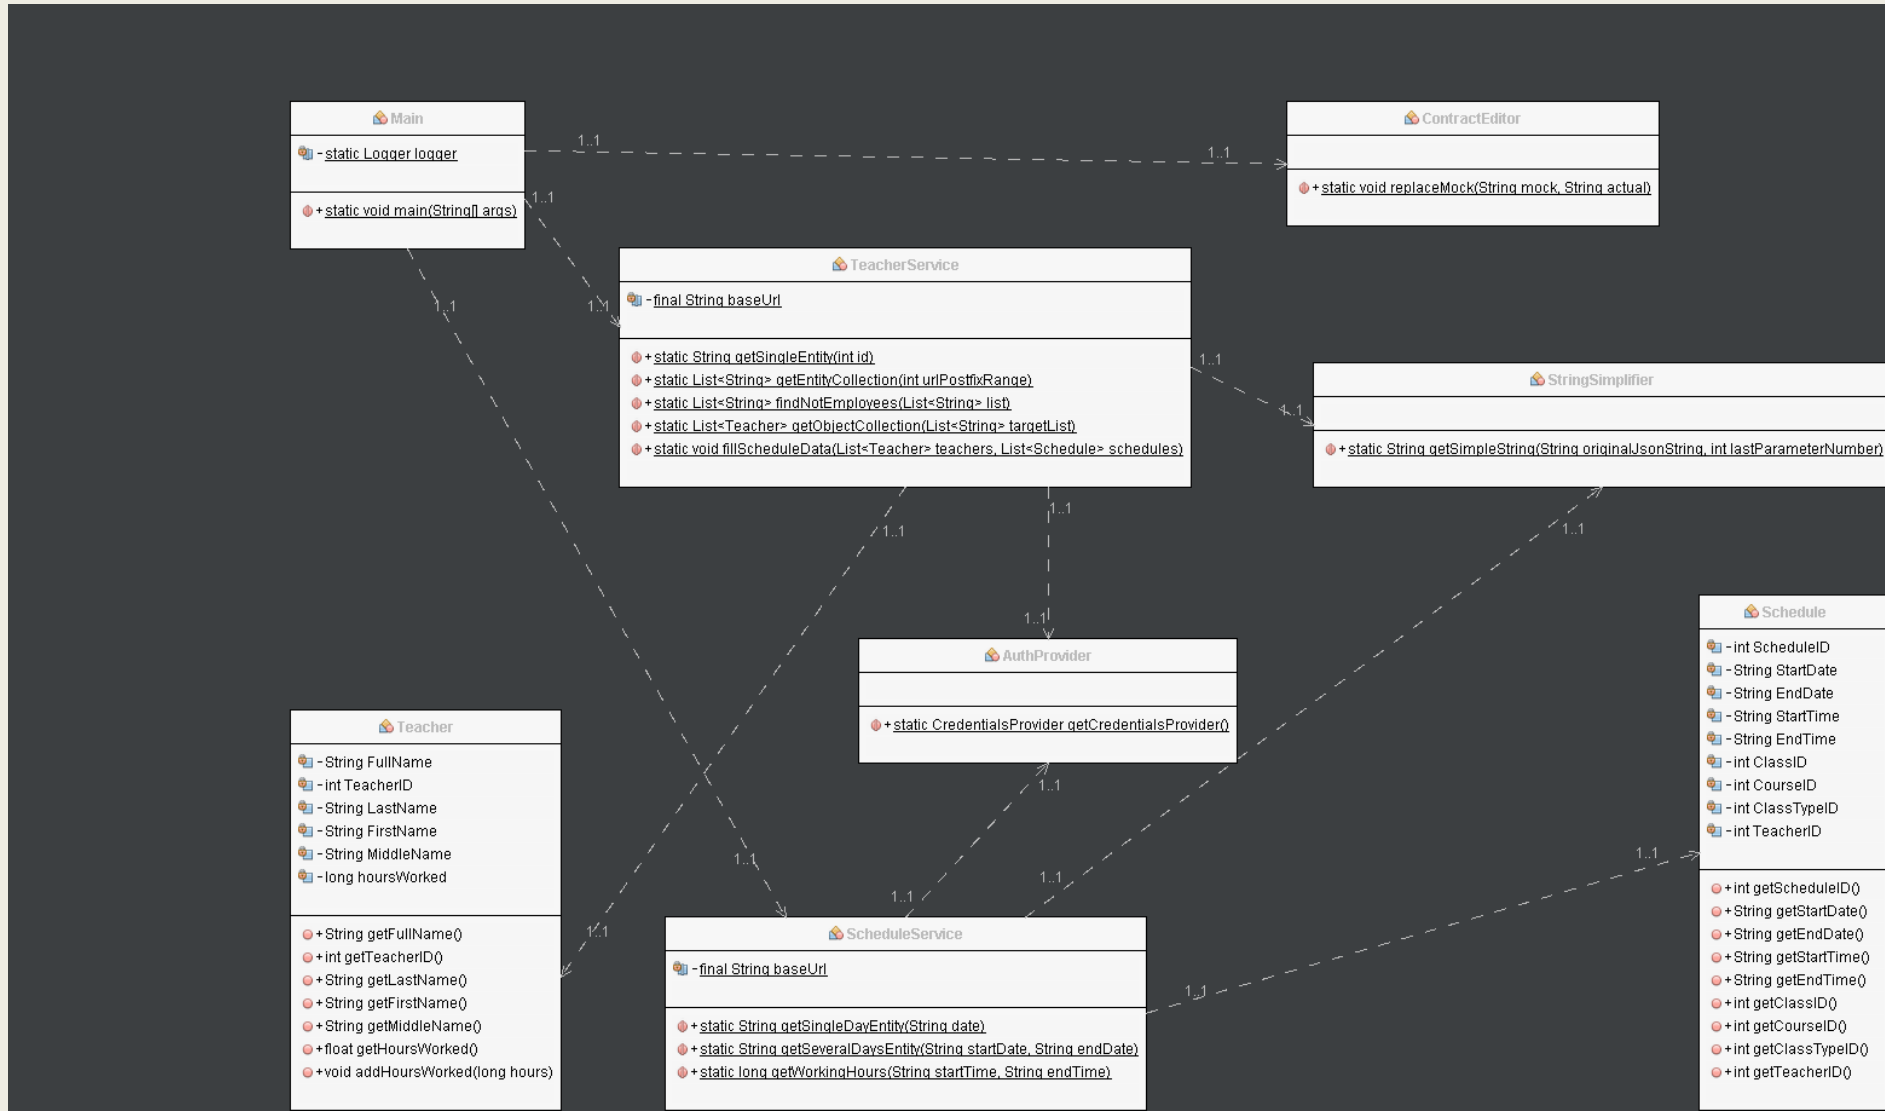 Main
- static Logger logger
+ static void main(String[] args)
1..1
1..1
ContractEditor
+ static void replaceMock(String mock, String actual)
1..1
1..1
1..1
TeacherService
- final String baseUrl
+ static String getSingleEntity(int id)
+ static List<String> getEntityCollection(int urlPostfixRange)
+ static List<String> findNotEmployees(List<String> list)
+ static List<Teacher> getObjectCollection(List<String> targetList)
+ static void fillScheduleData(List<Teacher> teachers, List<Schedule> schedules)
1..1
1..1
StringSimplifier
+ static String getSimpleString(String originalJsonString, int lastParameterNumber)
1..1
1..1
1..1
1..1
AuthProvider
+ static CredentialsProvider getCredentialsProvider()
1..1
Schedule
- int ScheduleID
- String StartDate
- String EndDate
- String StartTime
- String EndTime
- int ClassID
- int CourseID
- int ClassTypeID
- int TeacherID
+ int getScheduleID()
+ String getStartDate()
+ String getEndDate()
+ String getStartTime()
+ String getEndTime()
+ int getClassID()
+ int getCourseID()
+ int getClassTypeID()
+ int getTeacherID()
Teacher
- String FullName
- int TeacherID
- String LastName
- String FirstName
- String MiddleName
- long hoursWorked
+ String getFullName()
+ int getTeacherID()
+ String getLastName()
+ String getFirstName()
+ String getMiddleName()
+ float getHoursWorked()
+ void addHoursWorked(long hours)
1..1
1..1
1..1
1..1
1..1
ScheduleService
- final String baseUrl
+ static String getSingleDayEntity(String date)
+ static String getSeveralDaysEntity(String startDate, String endDate)
+ static long getWorkingHours(String startTime, String endTime)
1..1